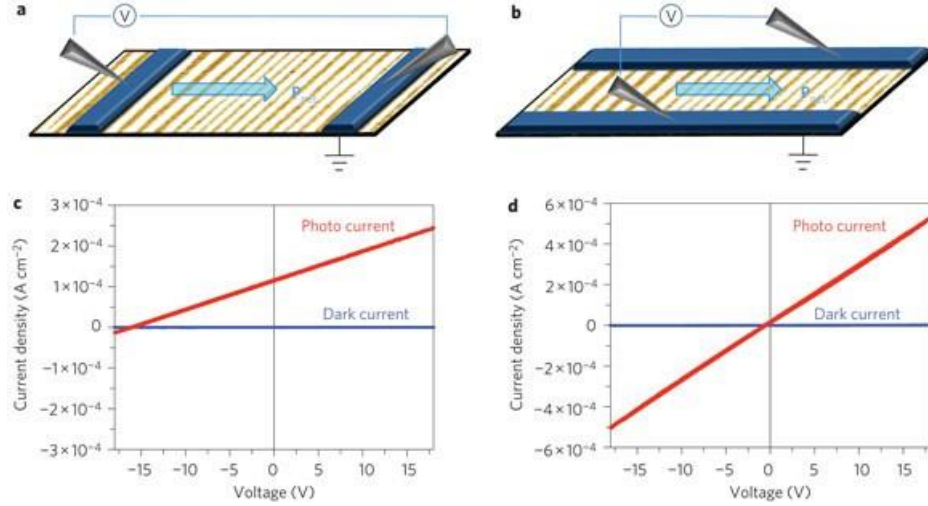 a
V
P
b
V
P
c
3×10⁻⁴
2×10⁻⁴
1×10⁻⁴
0
−1×10⁻⁴
−2×10⁻⁴
−3×10⁻⁴
Current density (A cm⁻²)
Photo current
Dark current
−15 −10 −5 0 5 10 15
Voltage (V)
d
6×10⁻⁴
4×10⁻⁴
2×10⁻⁴
0
−2×10⁻⁴
−4×10⁻⁴
−6×10⁻⁴
Current density (A cm⁻²)
Photo current
Dark current
−15 −10 −5 0 5 10 15
Voltage (V)